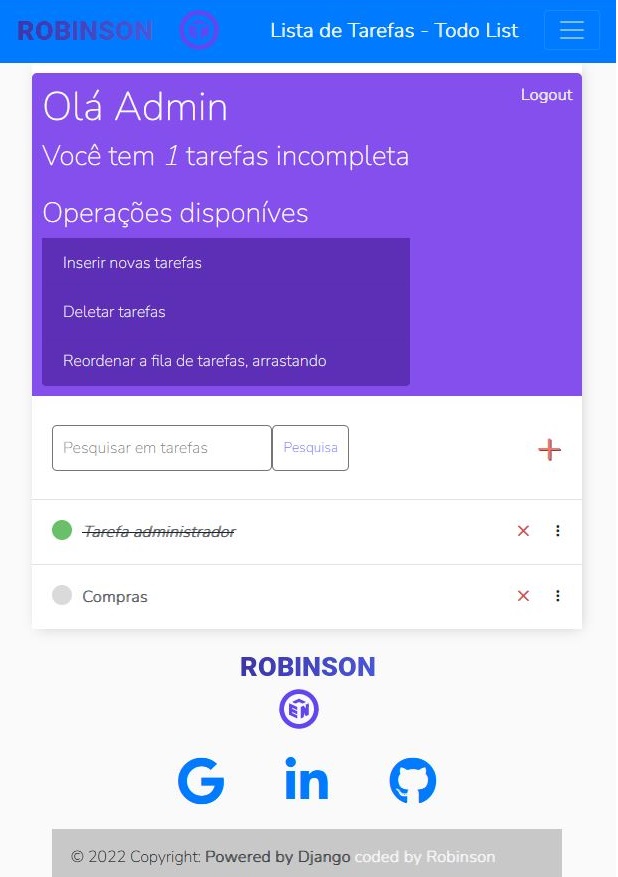 ROBINSON
Lista de Tarefas - Todo List
Olá Admin
Logout
Você tem 1 tarefas incompleta
Operações disponíves
Inserir novas tarefas
Deletar tarefas
Reordenar a fila de tarefas, arrastando
Pesquisar em tarefas
Pesquisa
Tarefa administrador
Compras
ROBINSON
EN
in
© 2022 Copyright: Powered by Django coded by Robinson